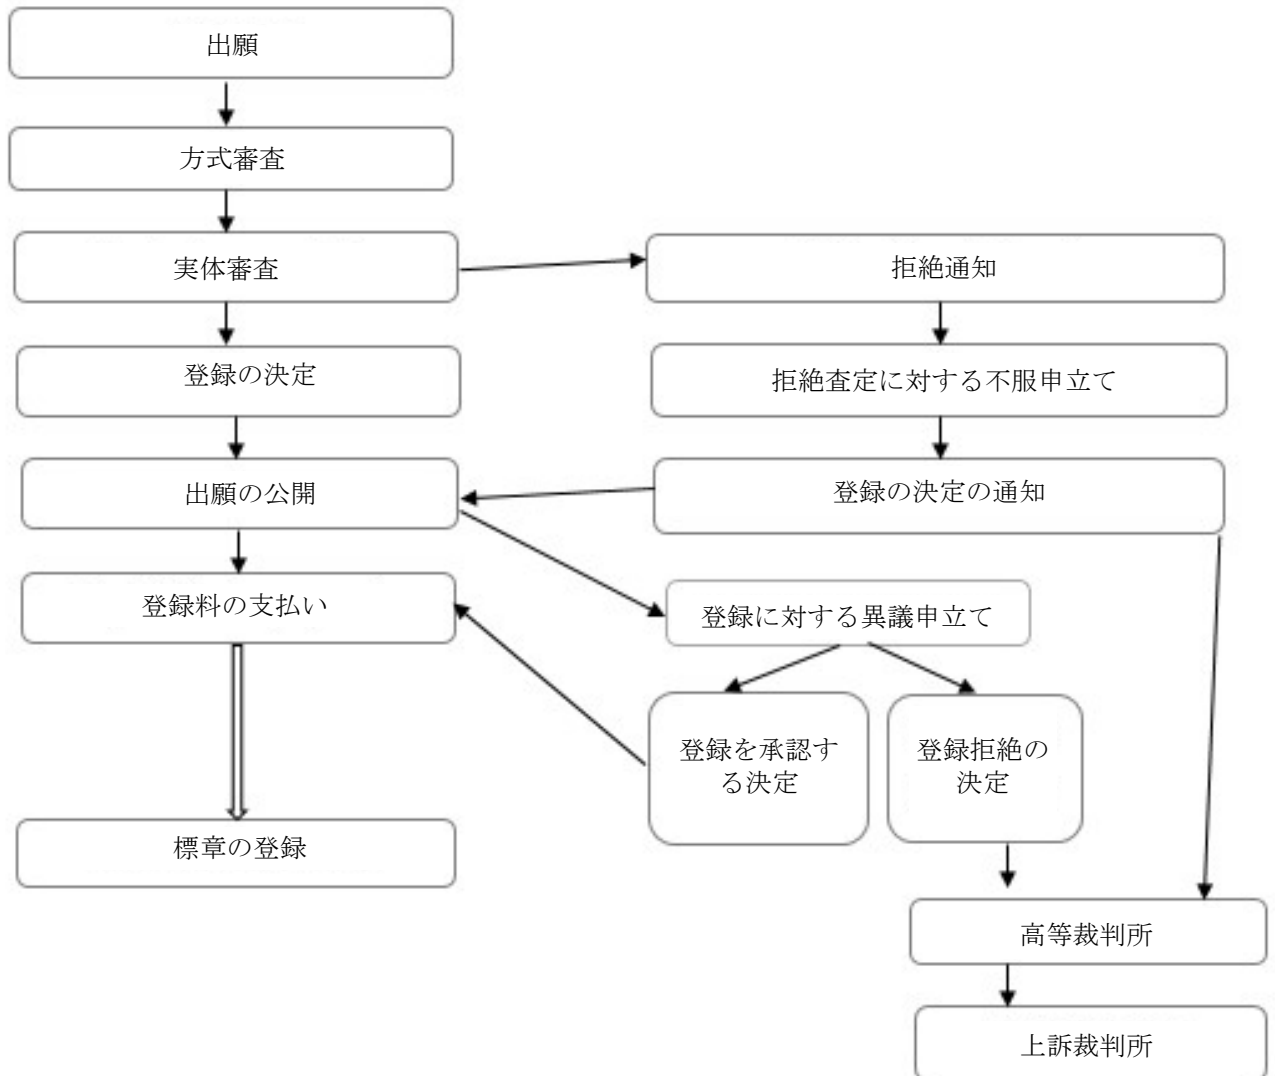 出願
方式審査
実体審査
拒絶通知
登録の決定
拒絶査定に対する不服申立て
出願の公開
登録の決定の通知
登録料の支払い
登録に対する異議申立て
登録を承認す
る決定
登録拒絶の
決定
標章の登録
高等裁判所
上訴裁判所